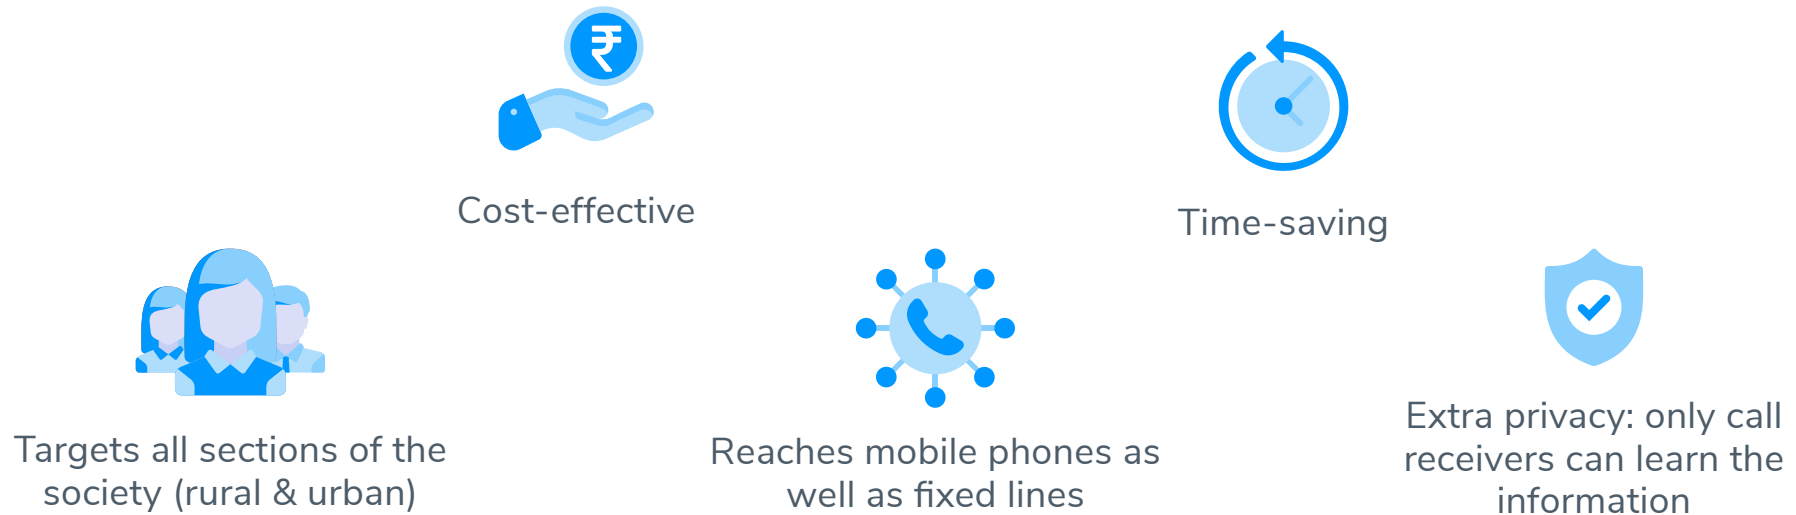 ₹
Cost-effective
Time-saving
Targets all sections of the
society (rural & urban)
Reaches mobile phones as
well as fixed lines
Extra privacy: only call
receivers can learn the
information